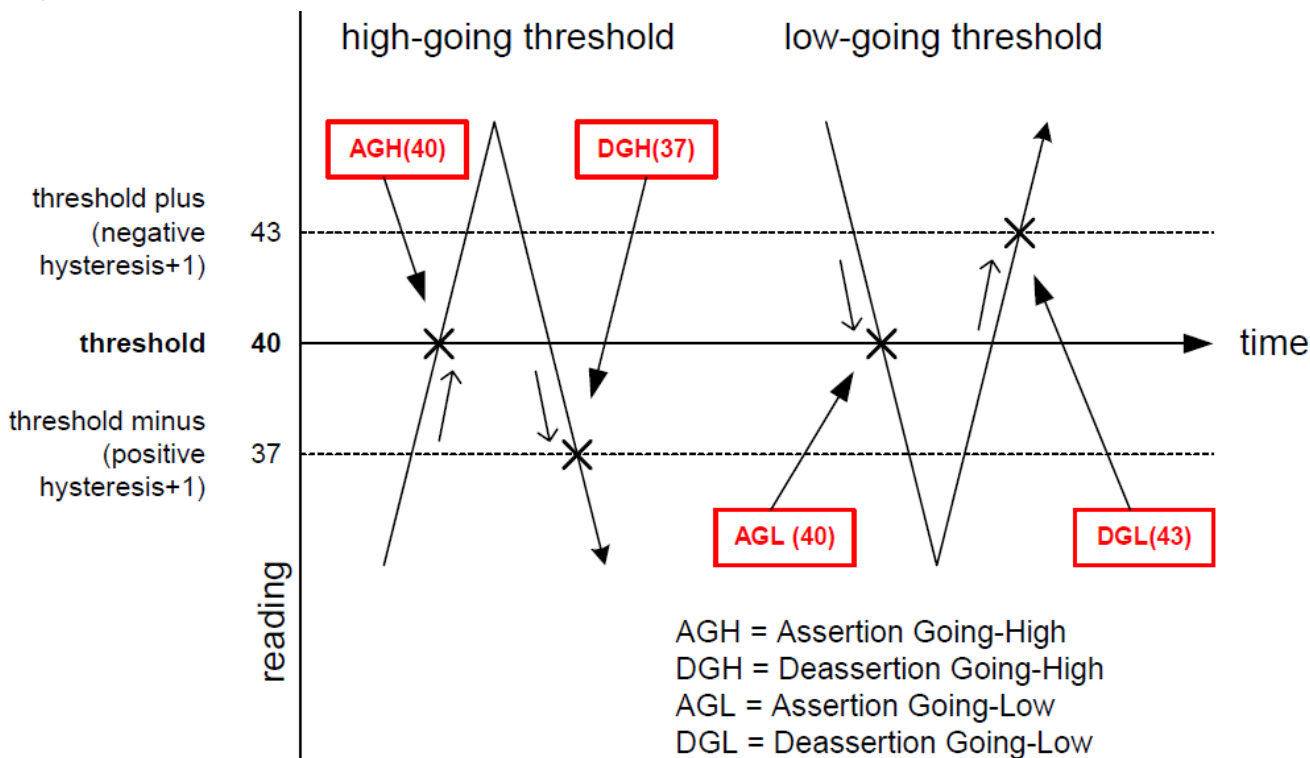 high-going threshold
low-going threshold
AGH(40)
DGH(37)
threshold plus
(negative
hysteresis+1)
43
threshold
40
time
threshold minus
(positive
hysteresis+1)
37
AGL (40)
DGL(43)
reading
AGH = Assertion Going-High
DGH = Deassertion Going-High
AGL = Assertion Going-Low
DGL = Deassertion Going-Low